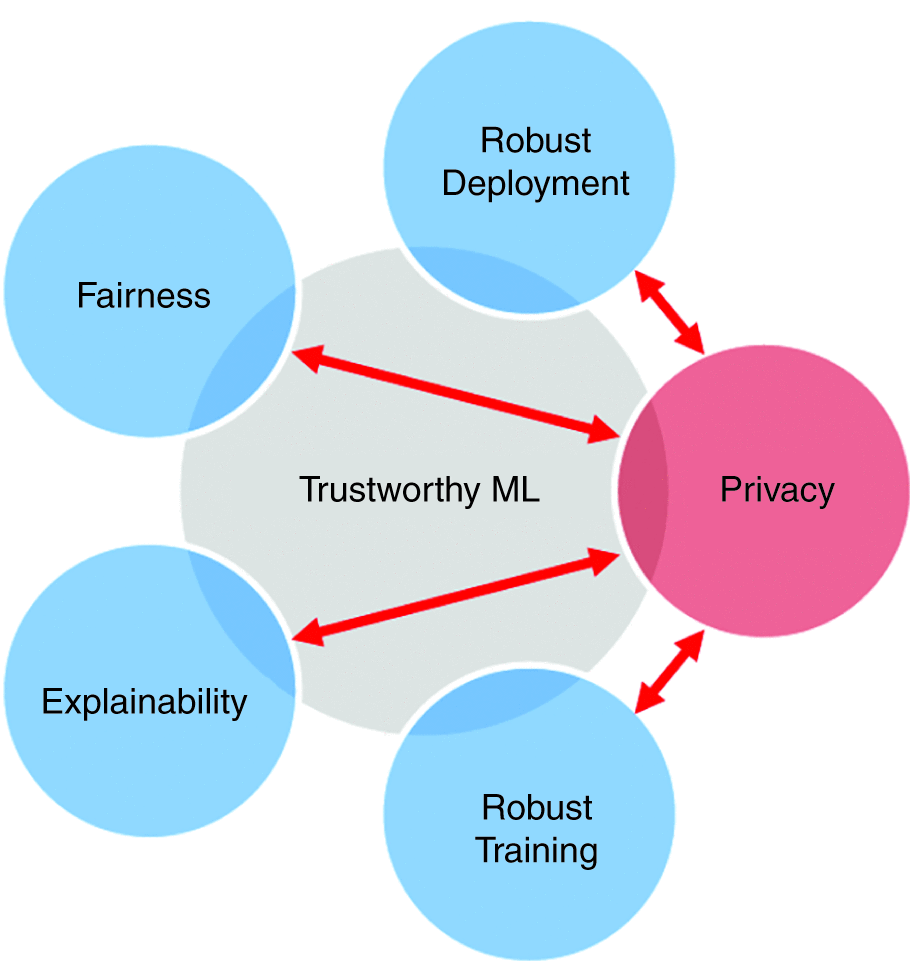 Robust
Deployment
Fairness
Trustworthy ML
Privacy
Explainability
Robust
Training